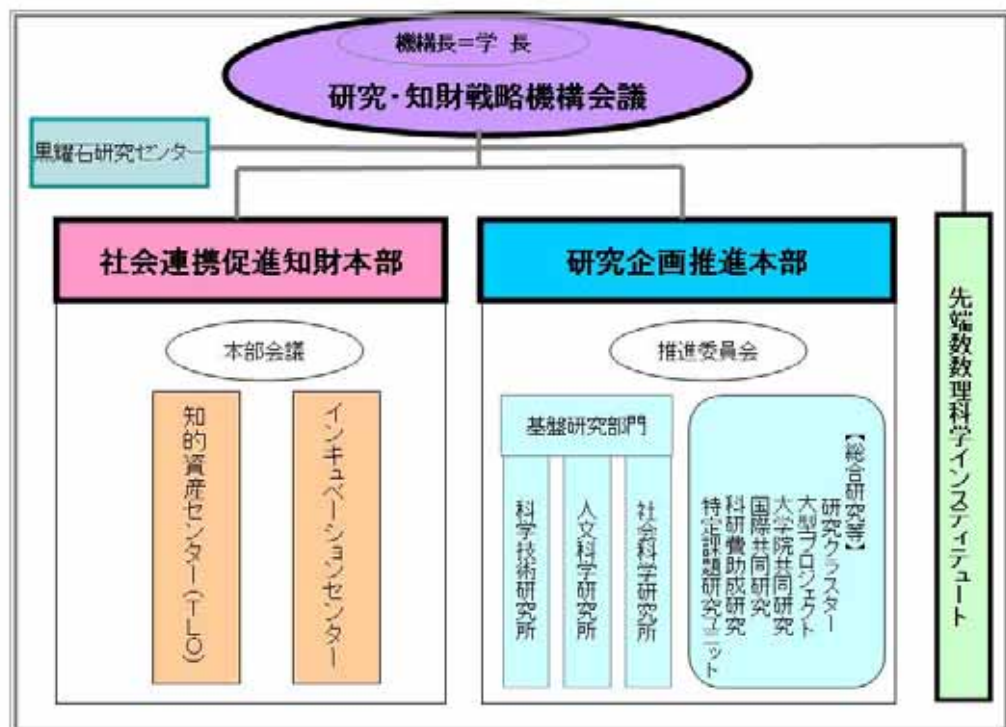 機構長=学 長
研究・知財戦略機構会議
黒耀石研究センター
社会連携促進知財本部
本部会議
知的資産センター(TLO)
インキュベーションセンター
研究企画推進本部
推進委員会
基盤研究部門
科学技術研究所
人文科学研究所
社会科学研究所
【総合研究等】
研究クラスター
大型プロジェクト
大学院共同研究
国際共同研究
科研費助成研究
特定課題研究ユニット
先端数数理科学インスティテュート